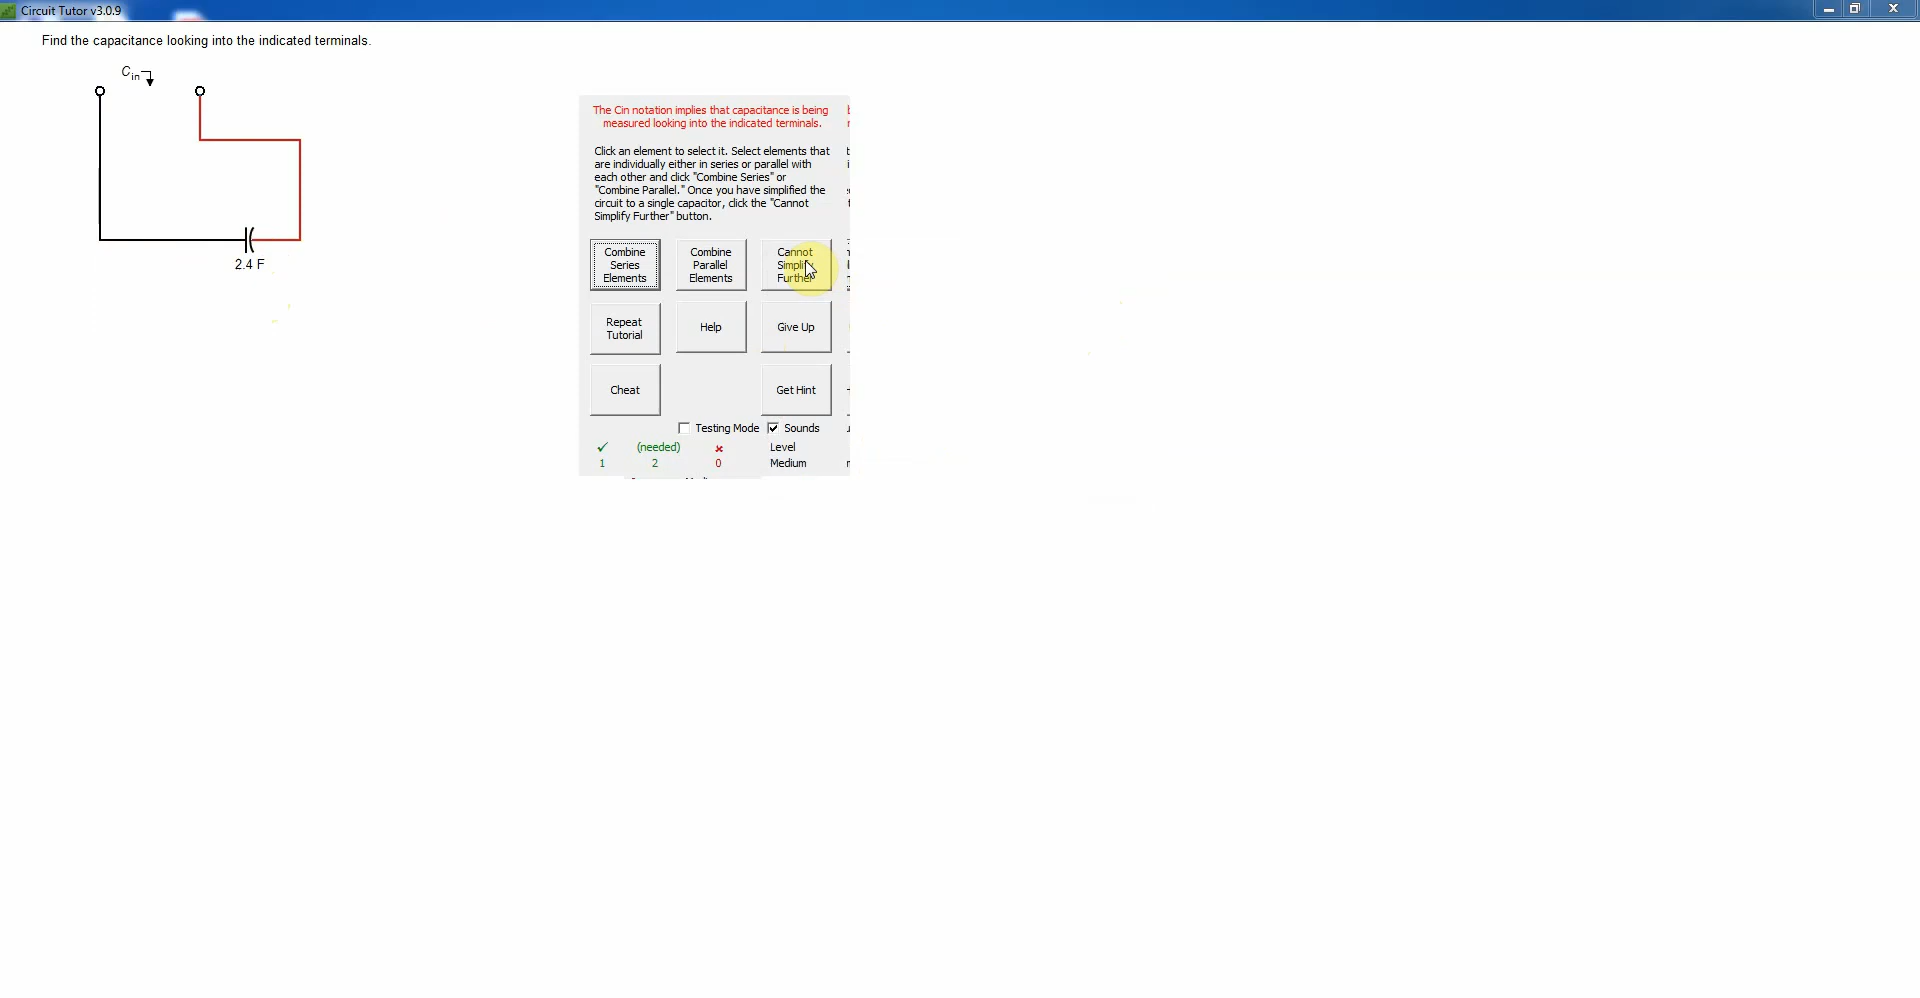 Circuit Tutor v3.0.9
Find the capacitance looking into the indicated terminals.
Cin
2.4 F
The Cin notation implies that capacitance is being
measured looking into the indicated terminals.
Click an element to select it. Select elements that
are individually either in series or parallel with
each other and click "Combine Series" or
"Combine Parallel." Once you have simplified the
circuit to a single capacitor, click the "Cannot
Simplify Further" button.
Combine
Series
Elements
Combine
Parallel
Elements
Cannot
Simplify
Further
Repeat
Tutorial
Help
Give Up
Cheat
Get Hint
Testing Mode
Sounds
(needed)
Level
1
2
0
Medium